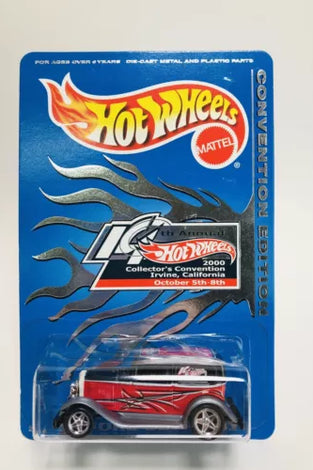 FOR AGES OVER 8 YEARS DIE-CAST METAL AND PLASTIC PARTS
Hot Wheels
MATTEL
CONVENTION EDITION
th Annual
Hot Wheels
2000
Collector's Convention
Irvine, California
October 5th-8th